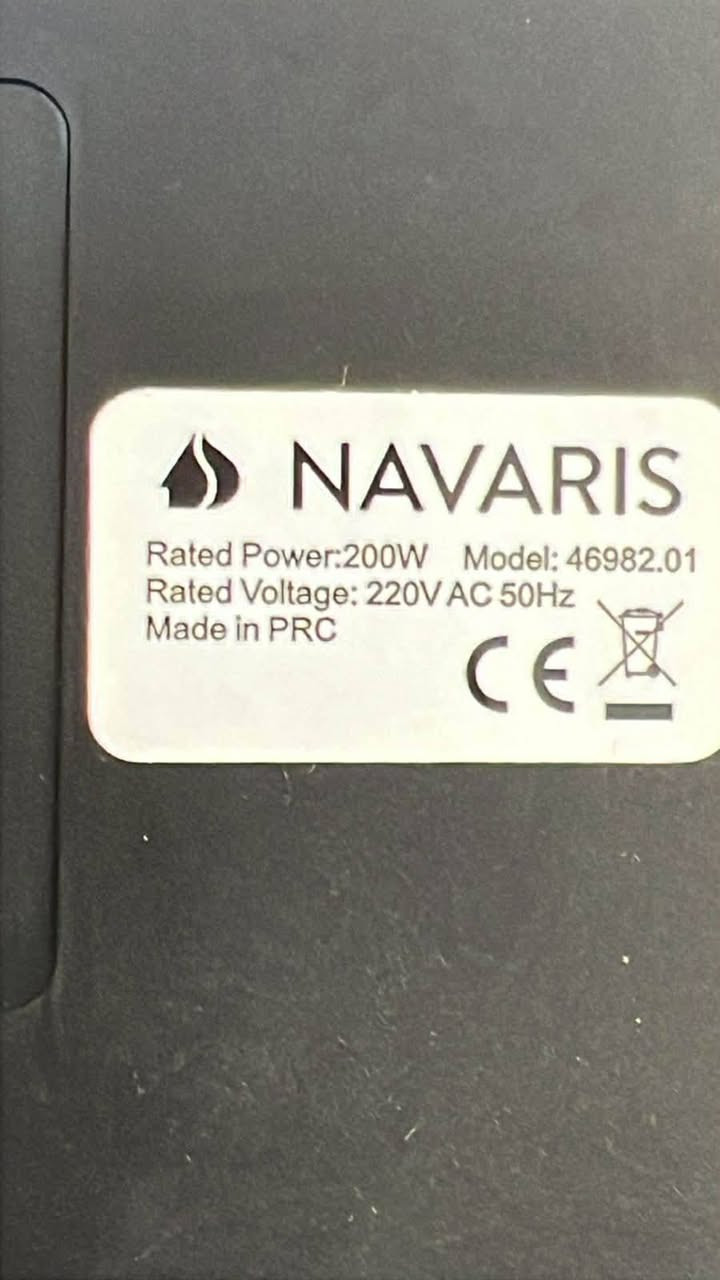 NAVARIS
Rated Power:200W Model: 46982.01
Rated Voltage: 220V AC 50Hz
Made in PRC
CE